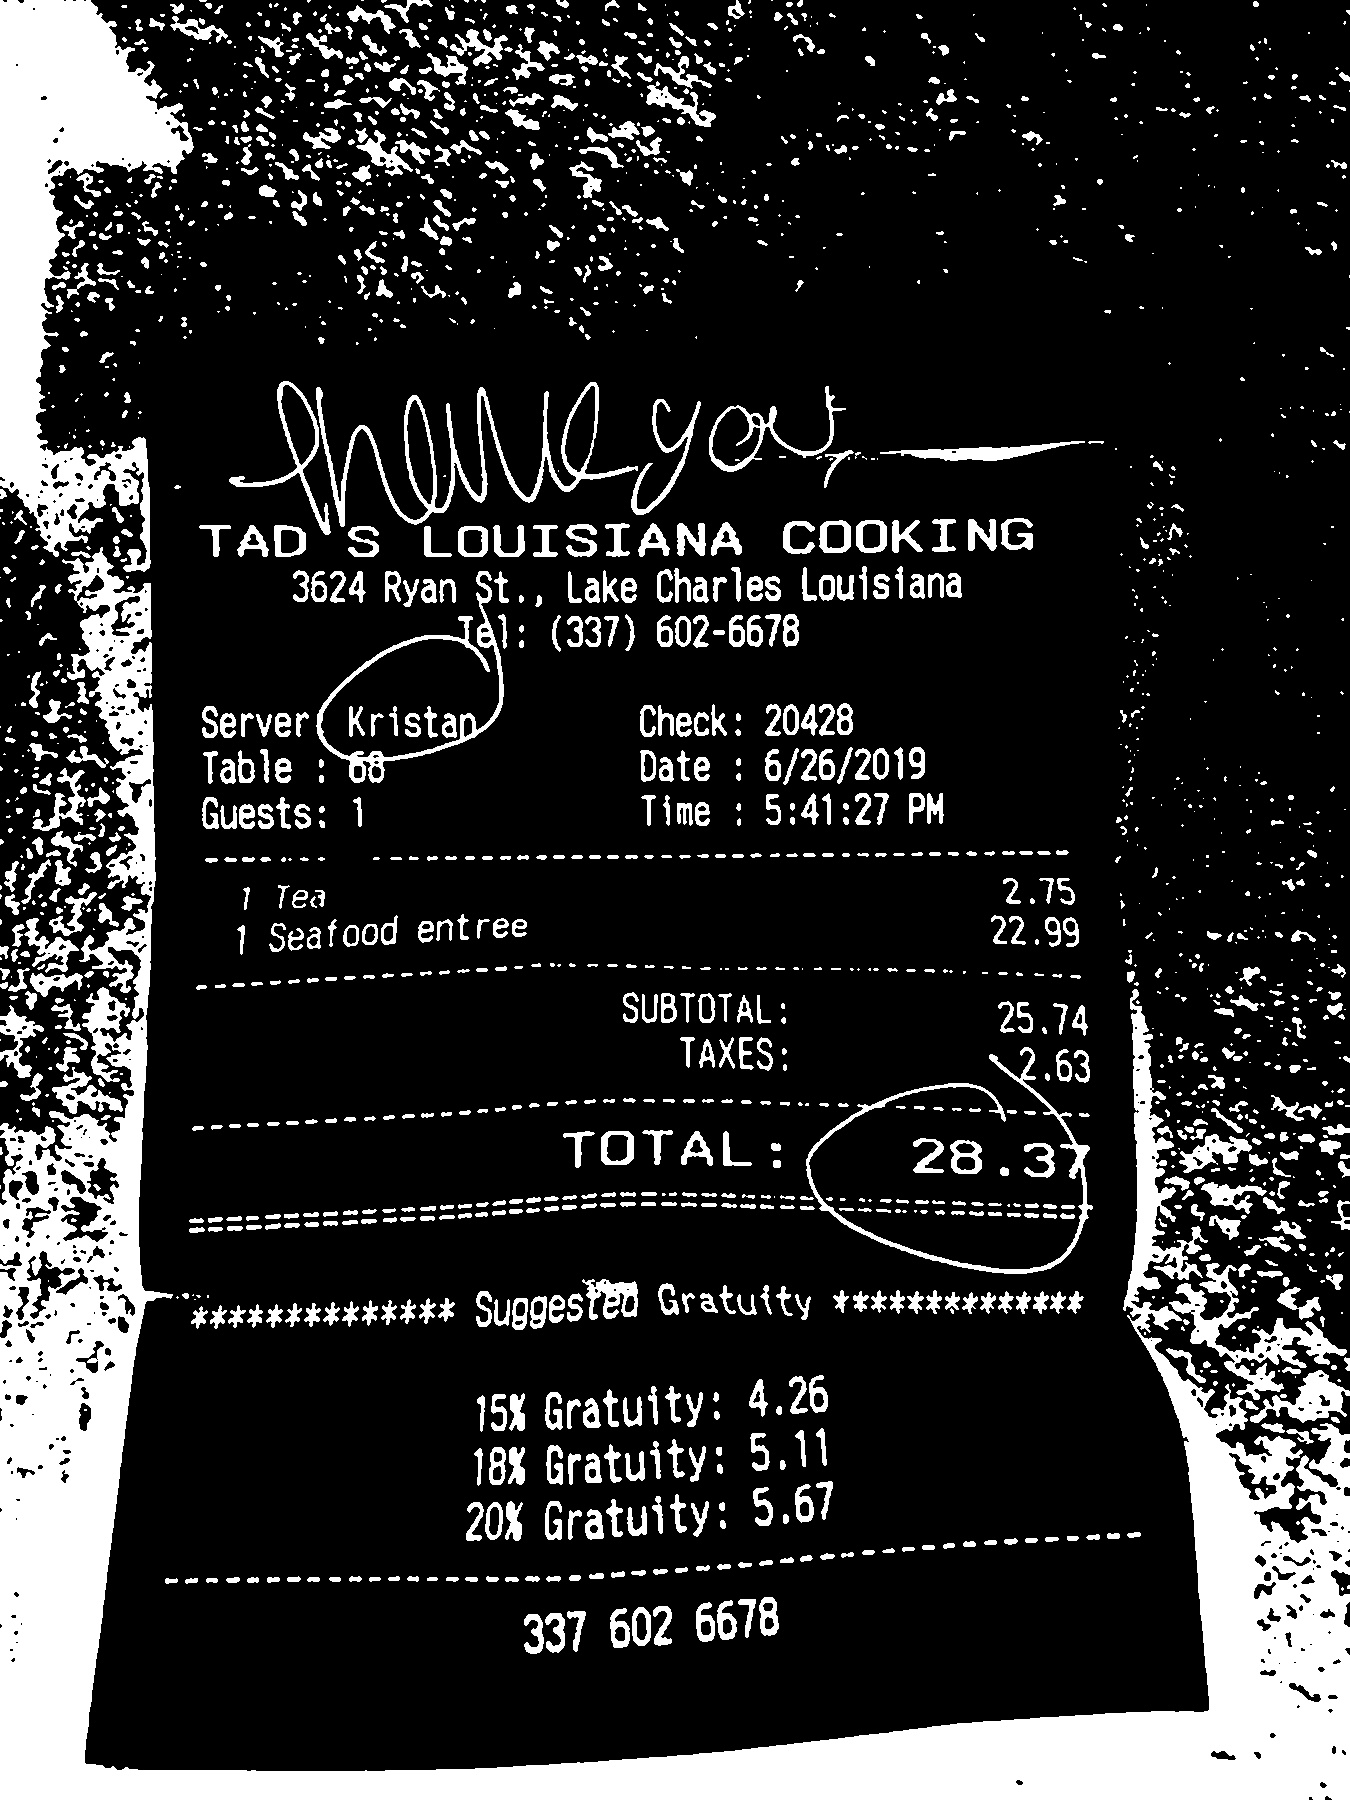 thank you
TAD'S LOUISIANA COOKING
3624 Ryan St., Lake Charles Louisiana
Tel: (337) 602-6678
Server: Kristan Check: 20428
Table : 68 Date : 6/26/2019
Guests: 1 Time : 5:41:27 PM
1 Tea 2.75
1 Seafood entree 22.99
SUBTOTAL: 25.74
TAXES: 2.63
TOTAL: 28.37
************** Suggested Gratuity **************
15% Gratuity: 4.26
18% Gratuity: 5.11
20% Gratuity: 5.67
337 602 6678